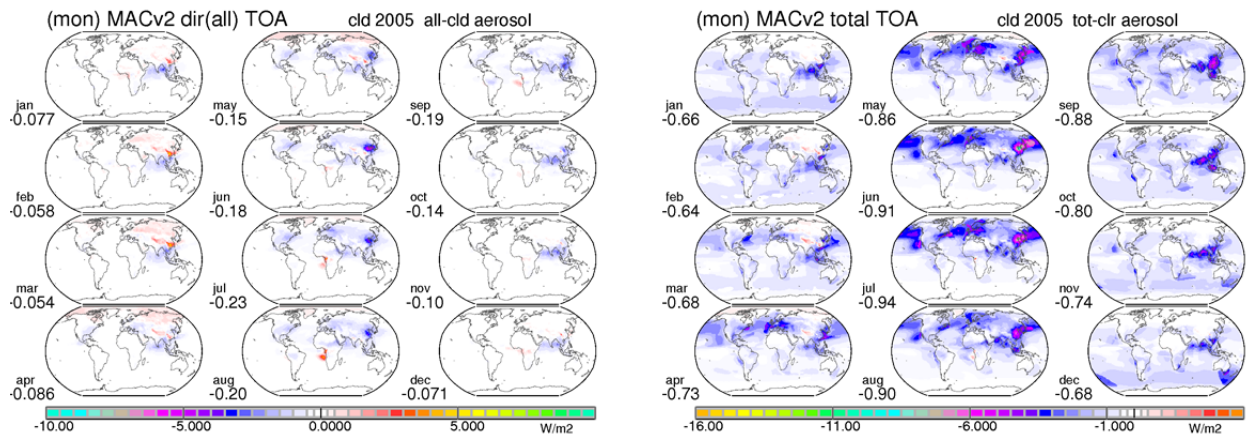 (mon) MACv2 dir(all) TOA cld 2005 all-cld aerosol
jan
-0.077
may
-0.15
sep
-0.19
feb
-0.058
jun
-0.18
oct
-0.14
mar
-0.054
jul
-0.23
nov
-0.10
apr
-0.086
aug
-0.20
dec
-0.071
-10.00 -5.000 0.0000 5.000 W/m2
(mon) MACv2 total TOA cld 2005 tot-clr aerosol
jan
-0.66
may
-0.86
sep
-0.88
feb
-0.64
jun
-0.91
oct
-0.80
mar
-0.68
jul
-0.94
nov
-0.74
apr
-0.73
aug
-0.90
dec
-0.68
-16.00 -11.00 -6.000 -1.000 W/m2